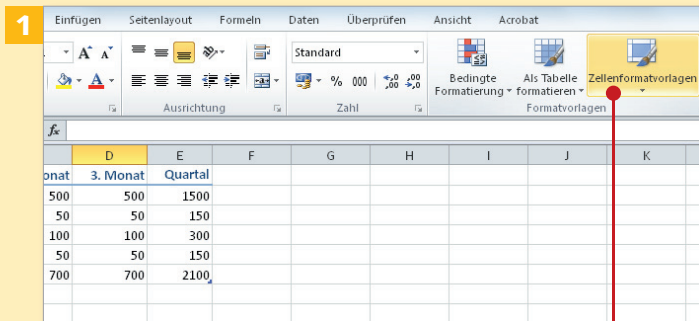 1
Einfügen Seitenlayout Formeln Daten Überprüfen Ansicht Acrobat
A A Standard
A % 000 ,00 ,00 Bedingte Formatierung Als Tabelle formatieren Zellenformatvorlagen
Ausrichtung Zahl Formatvorlagen
fx
D E F G H I J K
onat 3. Monat Quartal
500 500 1500
50 50 150
100 100 300
50 50 150
700 700 2100